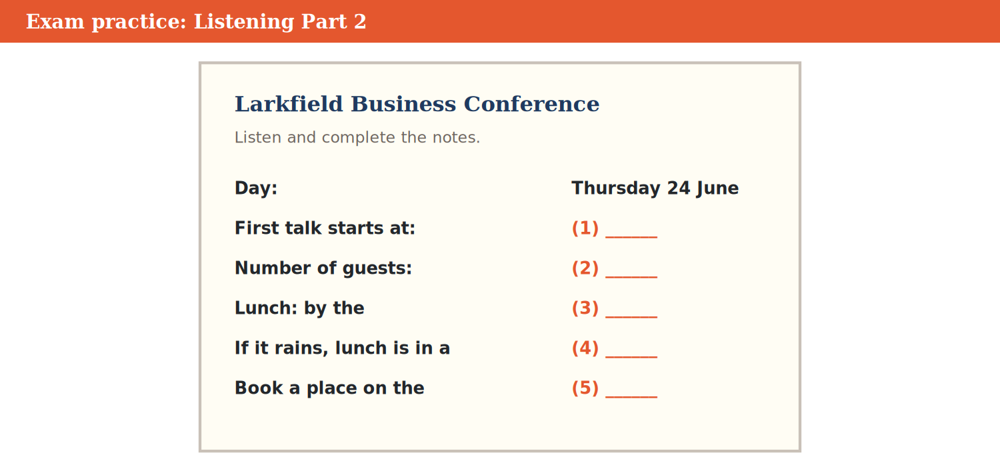 Exam practice: Listening Part 2
Larkfield Business Conference
Listen and complete the notes.
Day: Thursday 24 June
First talk starts at: (1) ______
Number of guests: (2) ______
Lunch: by the (3) ______
If it rains, lunch is in a (4) ______
Book a place on the (5) ______